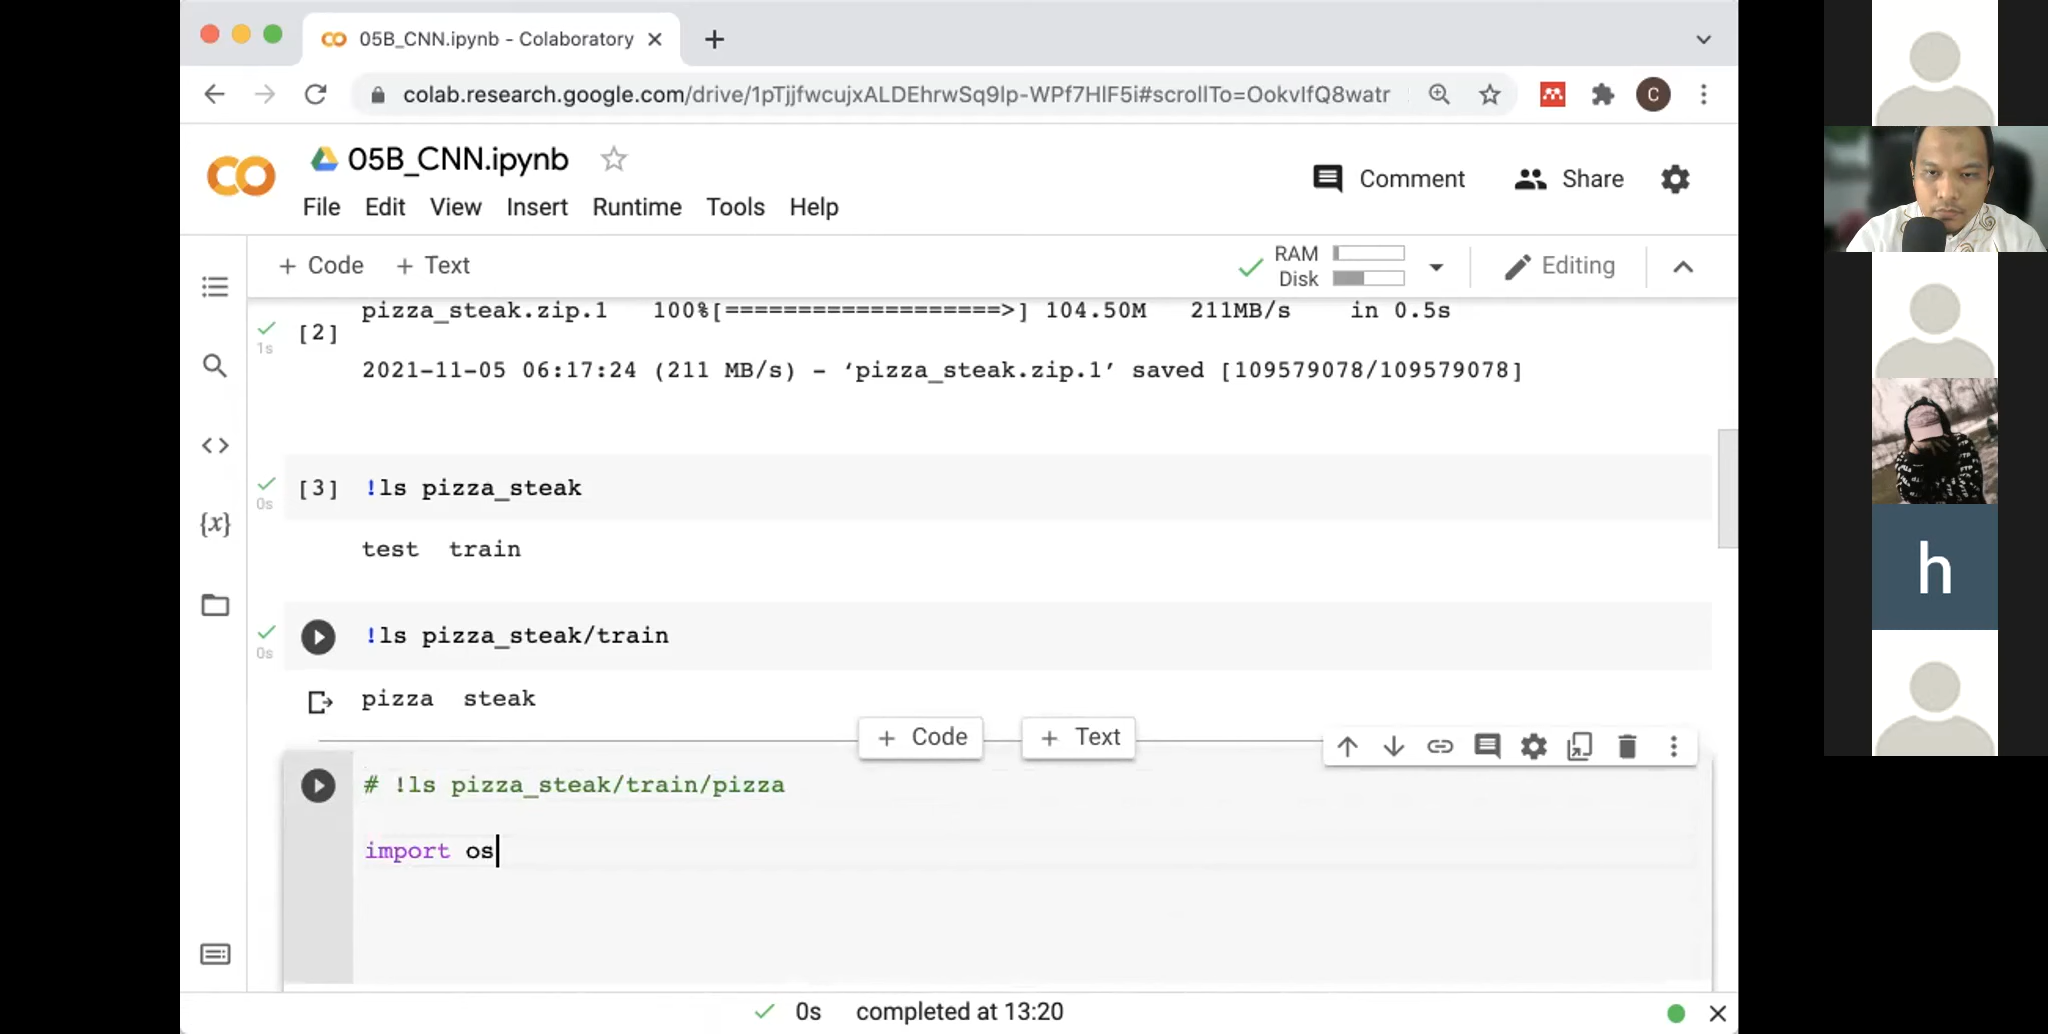 05B_CNN.ipynb - Colaboratory
colab.research.google.com/drive/1pTjjfwcujxALDEhrwSq9lp-WPf7HlF5i#scrollTo=OokvIfQ8watr
C
05B_CNN.ipynb
Comment
Share
File Edit View Insert Runtime Tools Help
+ Code + Text
RAM
Disk
Editing
pizza_steak.zip.1 100%[===================>] 104.50M 211MB/s in 0.5s
[2]
1s
2021-11-05 06:17:24 (211 MB/s) - ‘pizza_steak.zip.1’ saved [109579078/109579078]
[3] !ls pizza_steak
0s
test train
!ls pizza_steak/train
0s
pizza steak
+ Code + Text
# !ls pizza_steak/train/pizza
import os
0s completed at 13:20
h